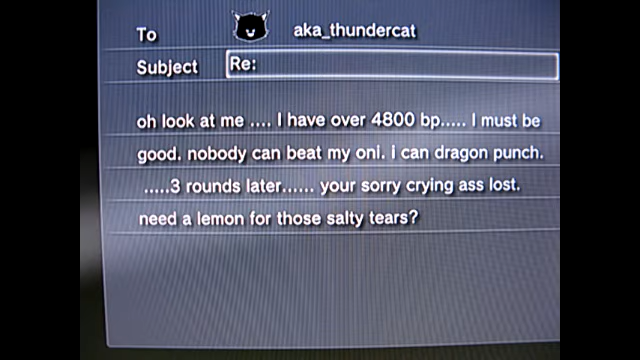 To aka_thundercat
Subject Re:
oh look at me .... I have over 4800 bp..... I must be
good. nobody can beat my oni. i can dragon punch.
.....3 rounds later...... your sorry crying ass lost.
need a lemon for those salty tears?